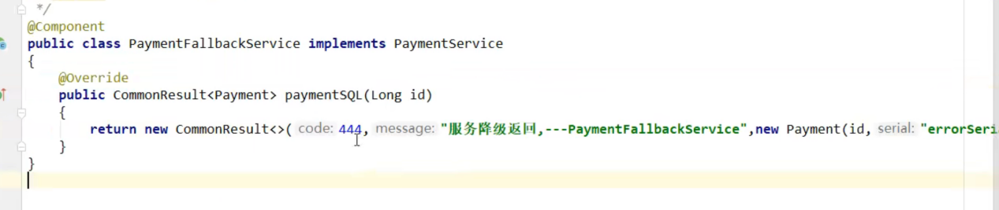 */
@Component
public class PaymentFallbackService implements PaymentService
{
@Override
public CommonResult<Payment> paymentSQL(Long id)
{
return new CommonResult<>( code: 444, message: "服务降级返回,---PaymentFallbackService",new Payment(id, serial: "errorSeri
}
}